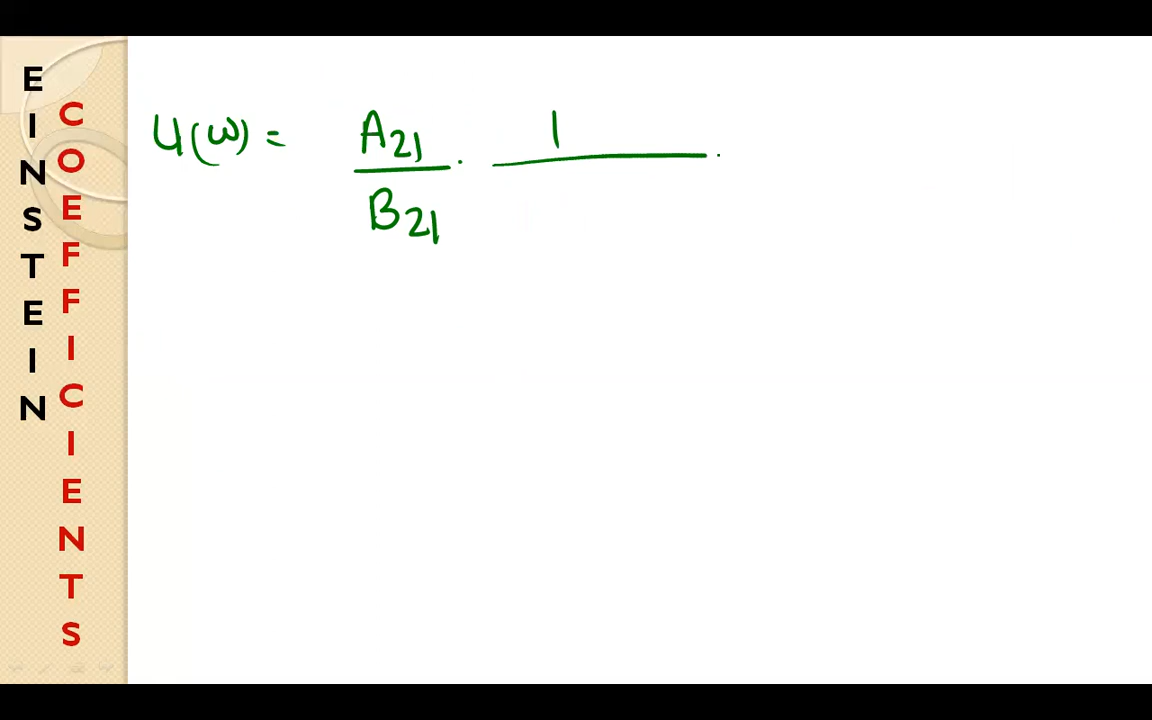 EINSTEIN
COEFFICIENTS
u(ω) = A21 / B21 · 1 / .